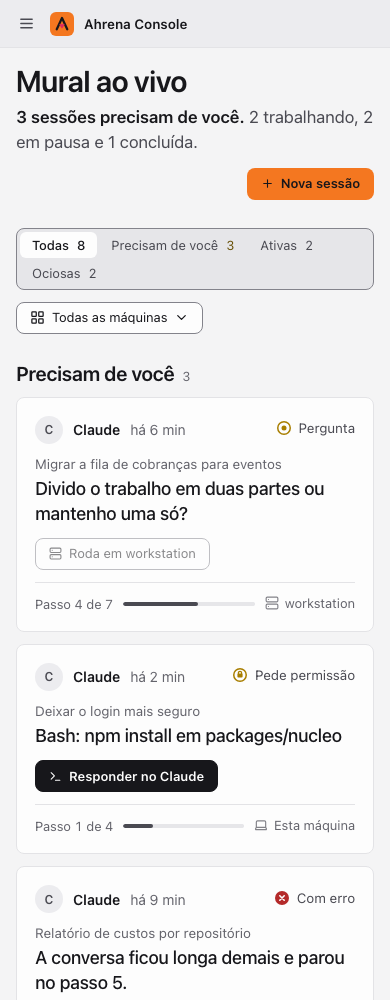 Ahrena Console
Mural ao vivo
3 sessões precisam de você. 2 trabalhando, 2
em pausa e 1 concluída.
+ Nova sessão
Todas 8 Precisam de você 3 Ativas 2
Ociosas 2
Todas as máquinas
Precisam de você 3
C Claude há 6 min Pergunta
Migrar a fila de cobranças para eventos
Divido o trabalho em duas partes ou
mantenho uma só?
Roda em workstation
Passo 4 de 7 workstation
C Claude há 2 min Pede permissão
Deixar o login mais seguro
Bash: npm install em packages/nucleo
Responder no Claude
Passo 1 de 4 Esta máquina
C Claude há 9 min Com erro
Relatório de custos por repositório
A conversa ficou longa demais e parou
no passo 5.